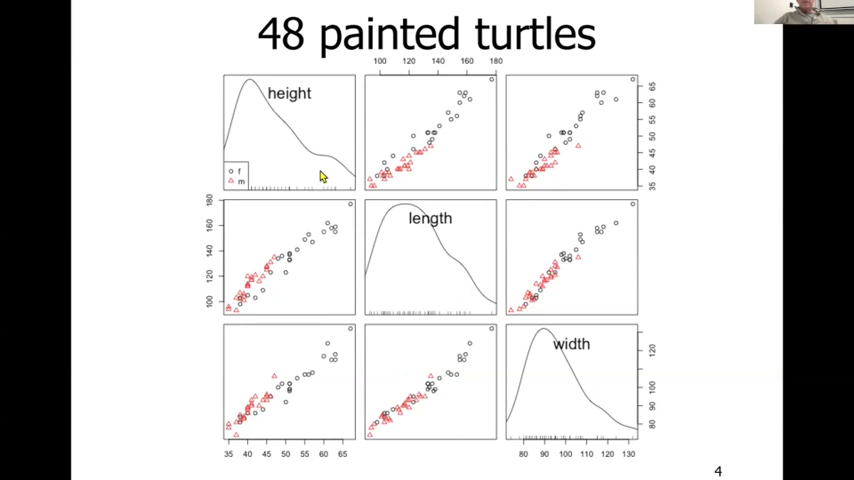 48 painted turtles
100 120 140 160 180
height
f
m
35 40 45 50 55 60 65
length
100 120 140 160 180
width
80 90 100 120
35 40 45 50 55 60 65
80 90 100 110 120 130
4